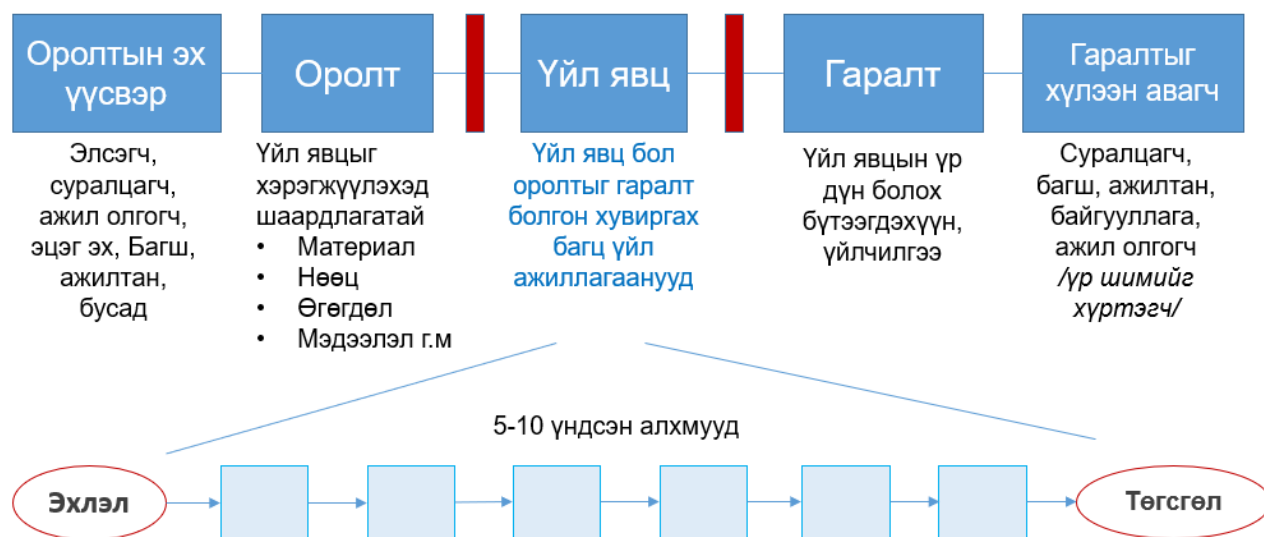 Оролтын эх
үүсвэр
Оролт
Үйл явц
Гаралт
Гаралтыг
хүлээн авагч
Элсэгч,
суралцагч,
ажил олгогч,
эцэг эх, Багш,
ажилтан,
бусад
Үйл явцыг
хэрэгжүүлэхэд
шаардлагатай
• Материал
• Нөөц
• Өгөгдөл
• Мэдээлэл г.м
Үйл явц бол
оролтыг гаралт
болгон хувиргах
багц үйл
ажиллагаанууд
Үйл явцын үр
дүн болох
бүтээгдэхүүн,
үйлчилгээ
Суралцагч,
багш, ажилтан,
байгууллага,
ажил олгогч
/үр шимийг
хүртэгч/
5-10 үндсэн алхмууд
Эхлэл
Төгсгөл